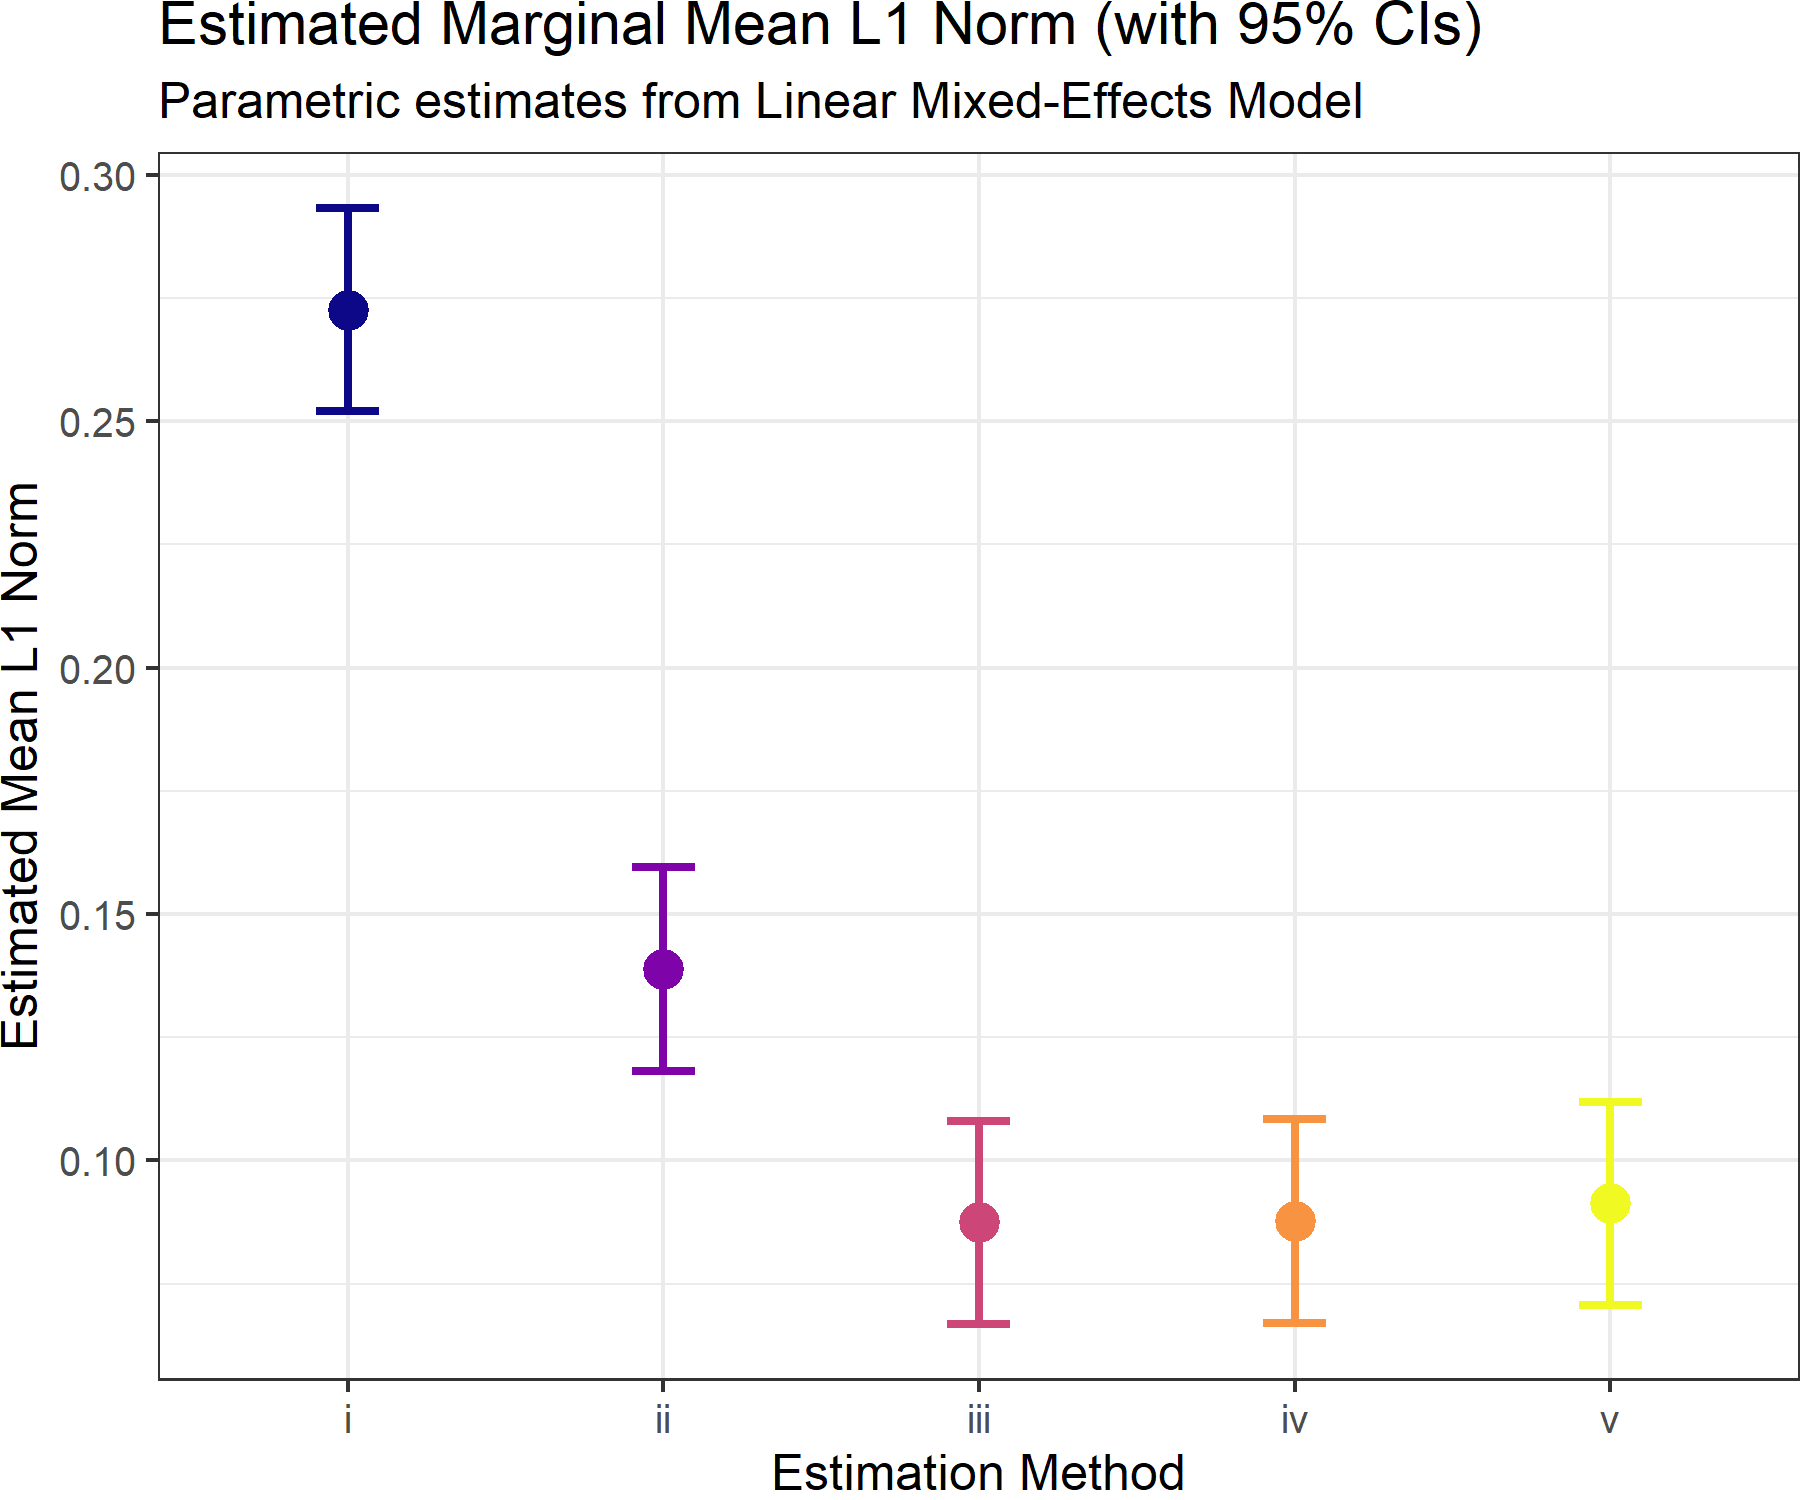 Estimated Marginal Mean L1 Norm (with 95% CIs)
Parametric estimates from Linear Mixed-Effects Model
Estimated Mean L1 Norm
0.30
0.25
0.20
0.15
0.10
i ii iii iv v
Estimation Method